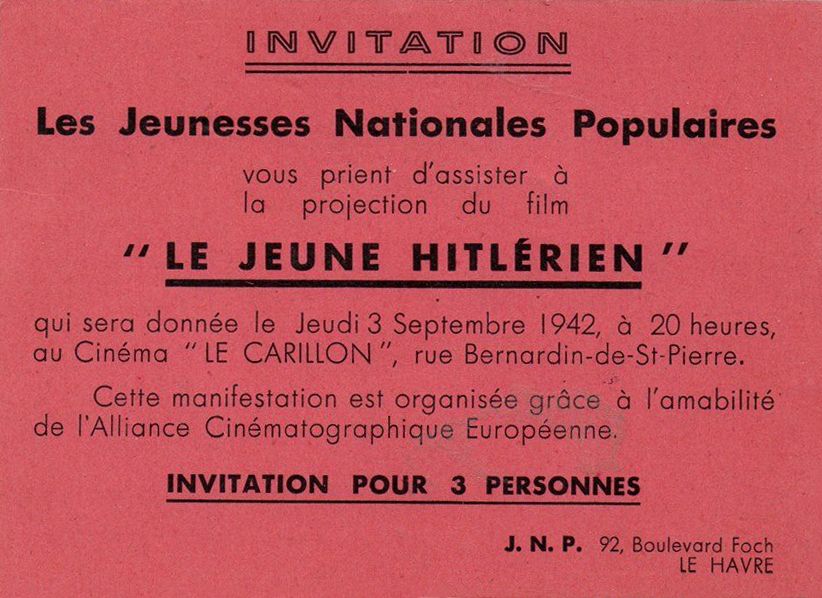 INVITATION
Les Jeunesses Nationales Populaires
vous prient d'assister à
la projection du film
" LE JEUNE HITLÉRIEN "
qui sera donnée le Jeudi 3 Septembre 1942, à 20 heures,
au Cinéma " LE CARILLON ", rue Bernardin-de-St-Pierre.
Cette manifestation est organisée grâce à l'amabilité
de l'Alliance Cinématographique Européenne.
INVITATION POUR 3 PERSONNES
J. N. P. 92, Boulevard Foch
LE HAVRE